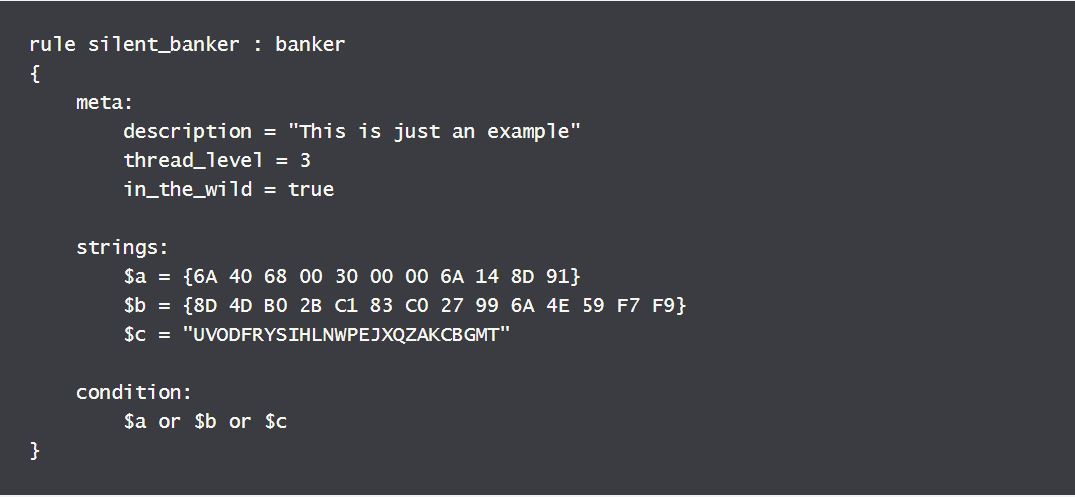 rule silent_banker : banker
{
    meta:
        description = "This is just an example"
        thread_level = 3
        in_the_wild = true

    strings:
        $a = {6A 40 68 00 30 00 00 6A 14 8D 91}
        $b = {8D 4D B0 2B C1 83 C0 27 99 6A 4E 59 F7 F9}
        $c = "UVODFRYSIHLNWPEJXQZAKCBGMT"

    condition:
        $a or $b or $c
}